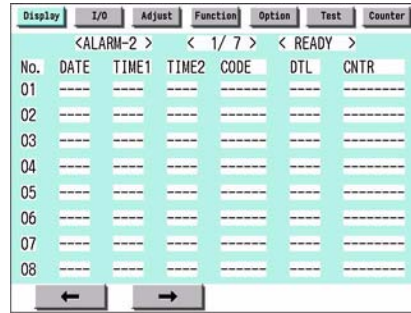 Display I/O Adjust Function Option Test Counter
<ALARM-2 > < 1/ 7 > < READY >
No. DATE TIME1 TIME2 CODE DTL CNTR
01 ---- ---- ---- ------ ---- --------
02 ---- ---- ---- ------ ---- --------
03 ---- ---- ---- ------ ---- --------
04 ---- ---- ---- ------ ---- --------
05 ---- ---- ---- ------ ---- --------
06 ---- ---- ---- ------ ---- --------
07 ---- ---- ---- ------ ---- --------
08 ---- ---- ---- ------ ---- --------
← →